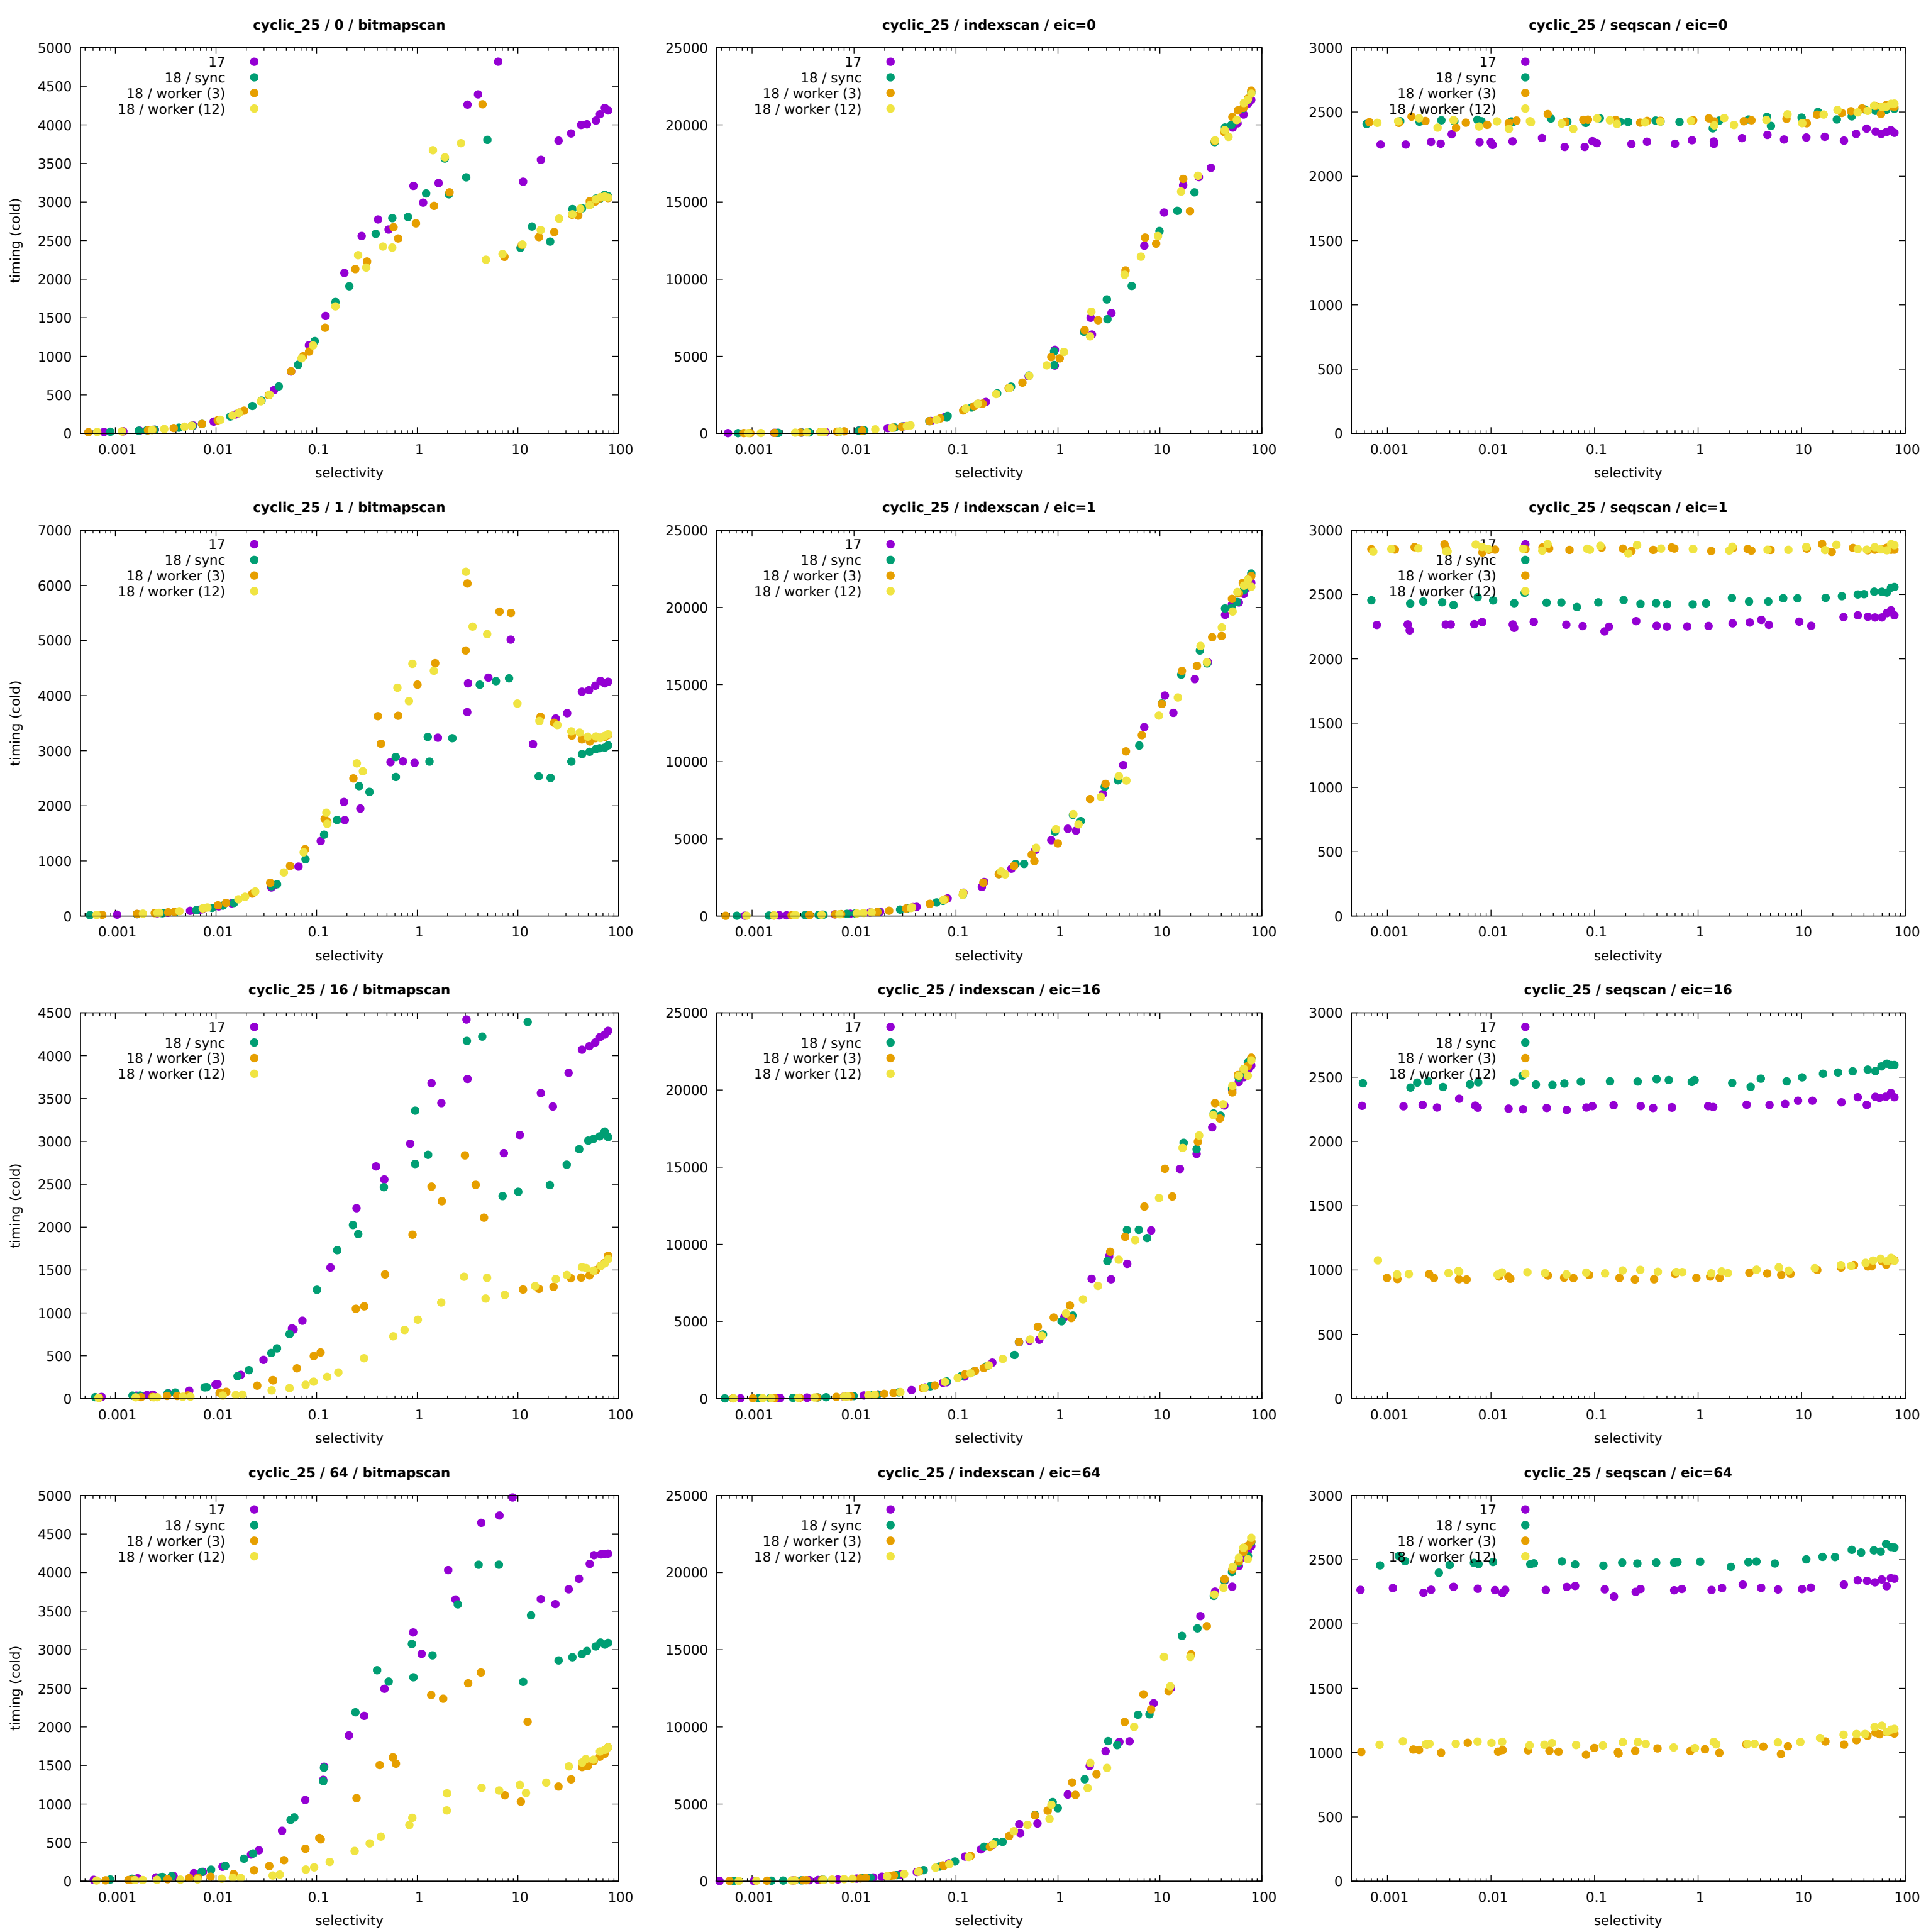 cyclic_25 / 0 / bitmapscan
timing (cold)
5000
4500
4000
3500
3000
2500
2000
1500
1000
500
0
17
18 / sync
18 / worker (3)
18 / worker (12)
0.001 0.01 0.1 1 10 100
selectivity
cyclic_25 / indexscan / eic=0
25000
20000
15000
10000
5000
0
17
18 / sync
18 / worker (3)
18 / worker (12)
0.001 0.01 0.1 1 10 100
selectivity
cyclic_25 / seqscan / eic=0
3000
2500
2000
1500
1000
500
0
17
18 / sync
18 / worker (3)
18 / worker (12)
0.001 0.01 0.1 1 10 100
selectivity
cyclic_25 / 1 / bitmapscan
timing (cold)
7000
6000
5000
4000
3000
2000
1000
0
17
18 / sync
18 / worker (3)
18 / worker (12)
0.001 0.01 0.1 1 10 100
selectivity
cyclic_25 / indexscan / eic=1
25000
20000
15000
10000
5000
0
17
18 / sync
18 / worker (3)
18 / worker (12)
0.001 0.01 0.1 1 10 100
selectivity
cyclic_25 / seqscan / eic=1
3000
2500
2000
1500
1000
500
0
17
18 / sync
18 / worker (3)
18 / worker (12)
0.001 0.01 0.1 1 10 100
selectivity
cyclic_25 / 16 / bitmapscan
timing (cold)
4500
4000
3500
3000
2500
2000
1500
1000
500
0
17
18 / sync
18 / worker (3)
18 / worker (12)
0.001 0.01 0.1 1 10 100
selectivity
cyclic_25 / indexscan / eic=16
25000
20000
15000
10000
5000
0
17
18 / sync
18 / worker (3)
18 / worker (12)
0.001 0.01 0.1 1 10 100
selectivity
cyclic_25 / seqscan / eic=16
3000
2500
2000
1500
1000
500
0
17
18 / sync
18 / worker (3)
18 / worker (12)
0.001 0.01 0.1 1 10 100
selectivity
cyclic_25 / 64 / bitmapscan
timing (cold)
5000
4500
4000
3500
3000
2500
2000
1500
1000
500
0
17
18 / sync
18 / worker (3)
18 / worker (12)
0.001 0.01 0.1 1 10 100
selectivity
cyclic_25 / indexscan / eic=64
25000
20000
15000
10000
5000
0
17
18 / sync
18 / worker (3)
18 / worker (12)
0.001 0.01 0.1 1 10 100
selectivity
cyclic_25 / seqscan / eic=64
3000
2500
2000
1500
1000
500
0
17
18 / sync
18 / worker (3)
18 / worker (12)
0.001 0.01 0.1 1 10 100
selectivity